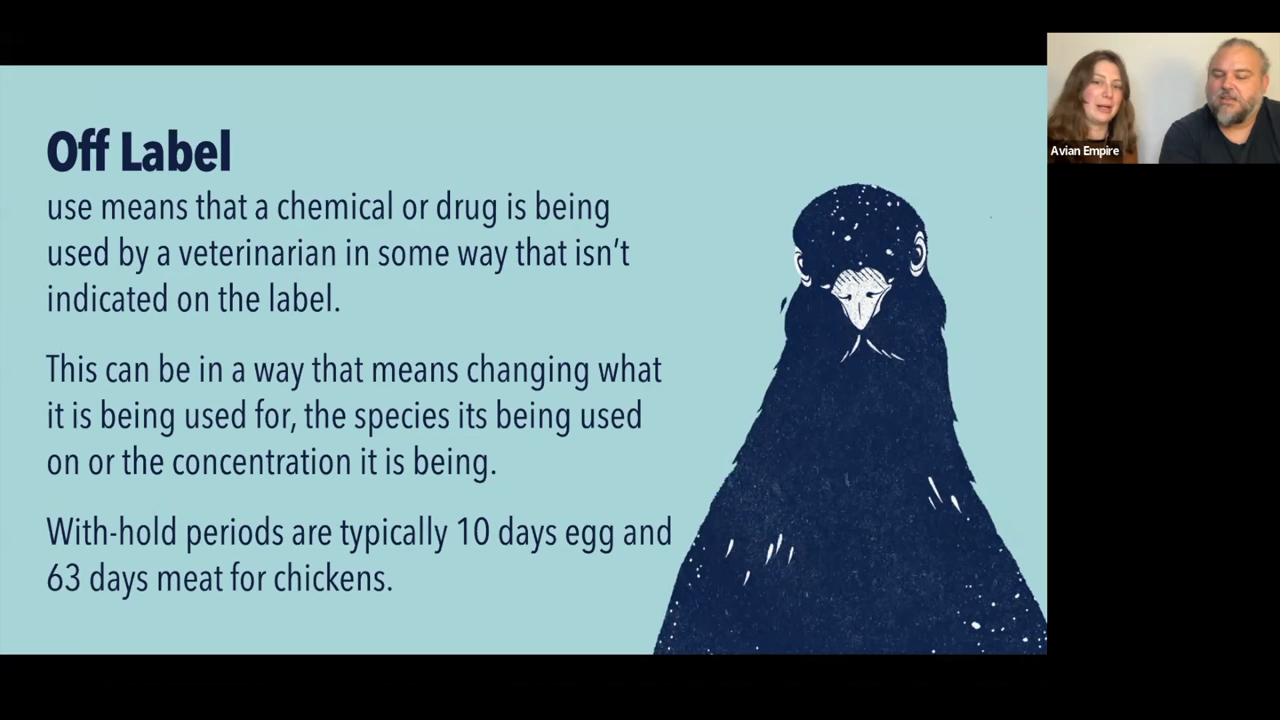 Off Label
use means that a chemical or drug is being
used by a veterinarian in some way that isn’t
indicated on the label.
This can be in a way that means changing what
it is being used for, the species its being used
on or the concentration it is being.
With-hold periods are typically 10 days egg and
63 days meat for chickens.
Avian Empire